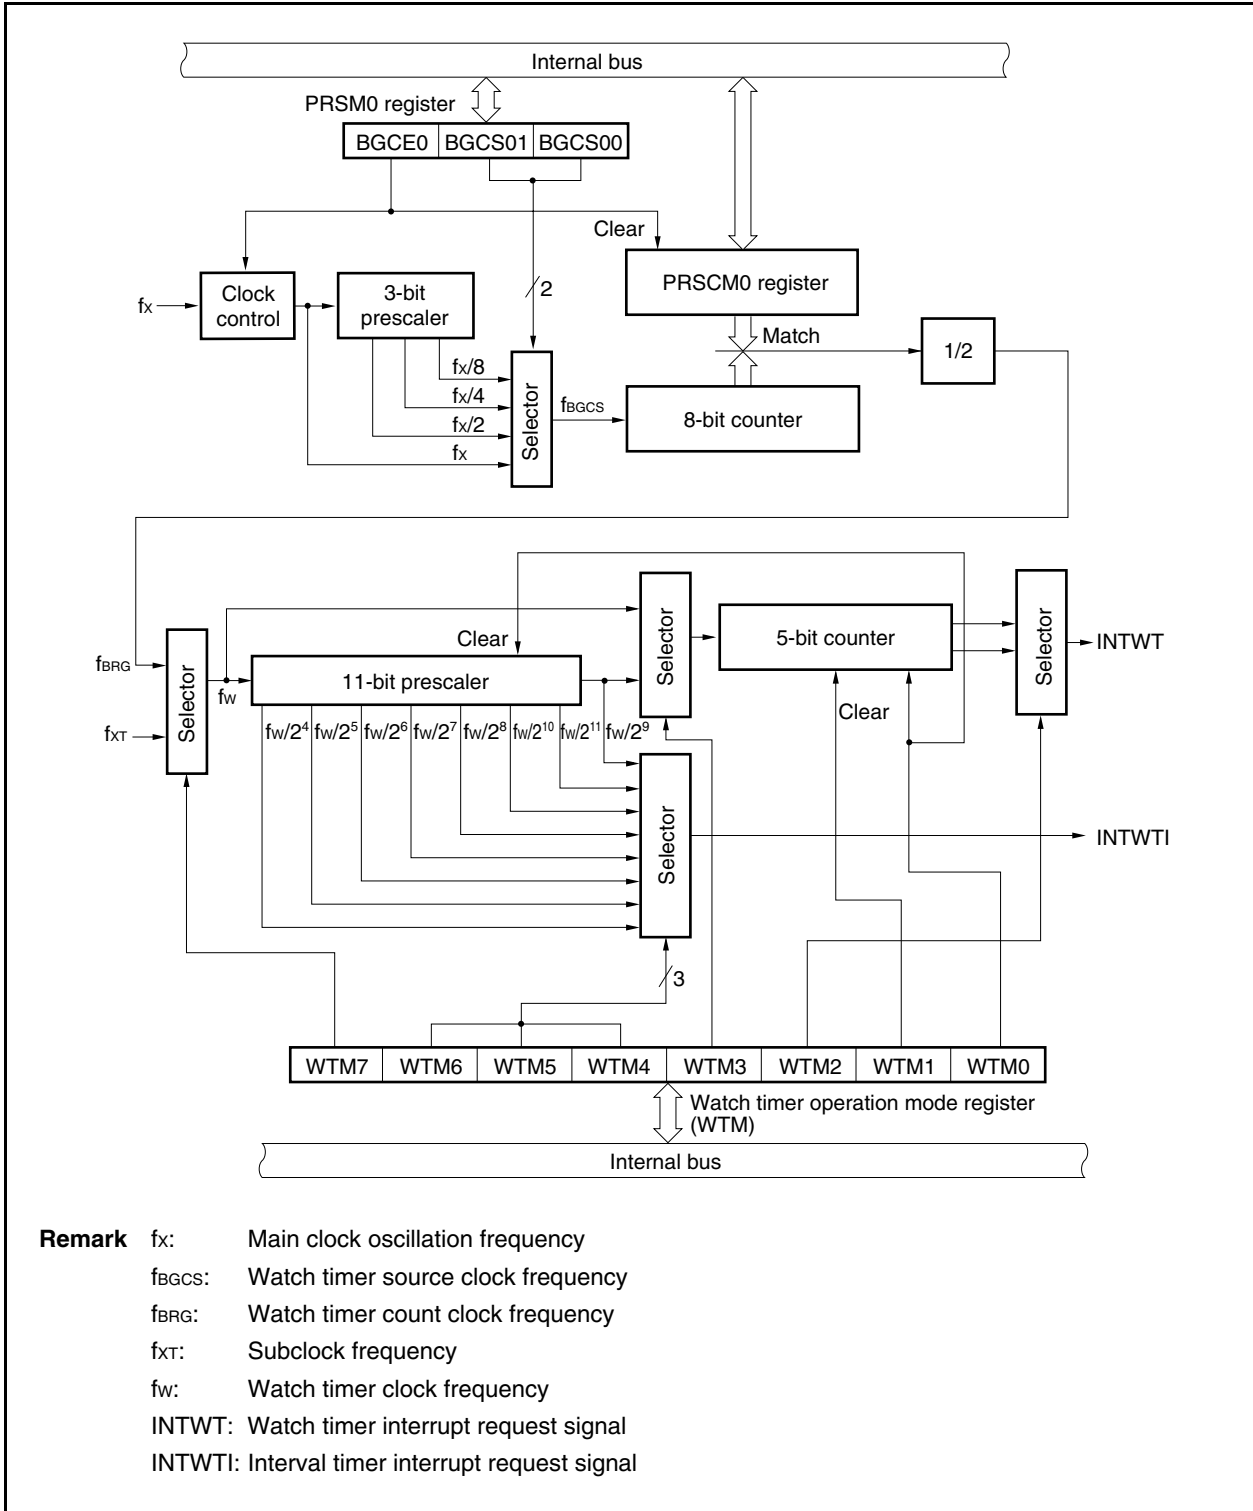 Internal bus
PRSM0 register
BGCE0 BGCS01 BGCS00
Clear
PRSCM0 register
2
fX
Clock
control
3-bit
prescaler
Match
1/2
fX/8
fX/4
fX/2
fX
Selector
fBGCS
8-bit counter
Selector
5-bit counter
Selector
INTWT
Clear
fBRG
Selector
fW
11-bit prescaler
Clear
fXT
fW/2⁴ fW/2⁵ fW/2⁶ fW/2⁷ fW/2⁸ fW/2¹⁰ fW/2¹¹ fW/2⁹
Selector
INTWTI
3
WTM7 WTM6 WTM5 WTM4 WTM3 WTM2 WTM1 WTM0
Watch timer operation mode register
(WTM)
Internal bus
Remark fX: Main clock oscillation frequency
fBGCS: Watch timer source clock frequency
fBRG: Watch timer count clock frequency
fXT: Subclock frequency
fW: Watch timer clock frequency
INTWT: Watch timer interrupt request signal
INTWTI: Interval timer interrupt request signal